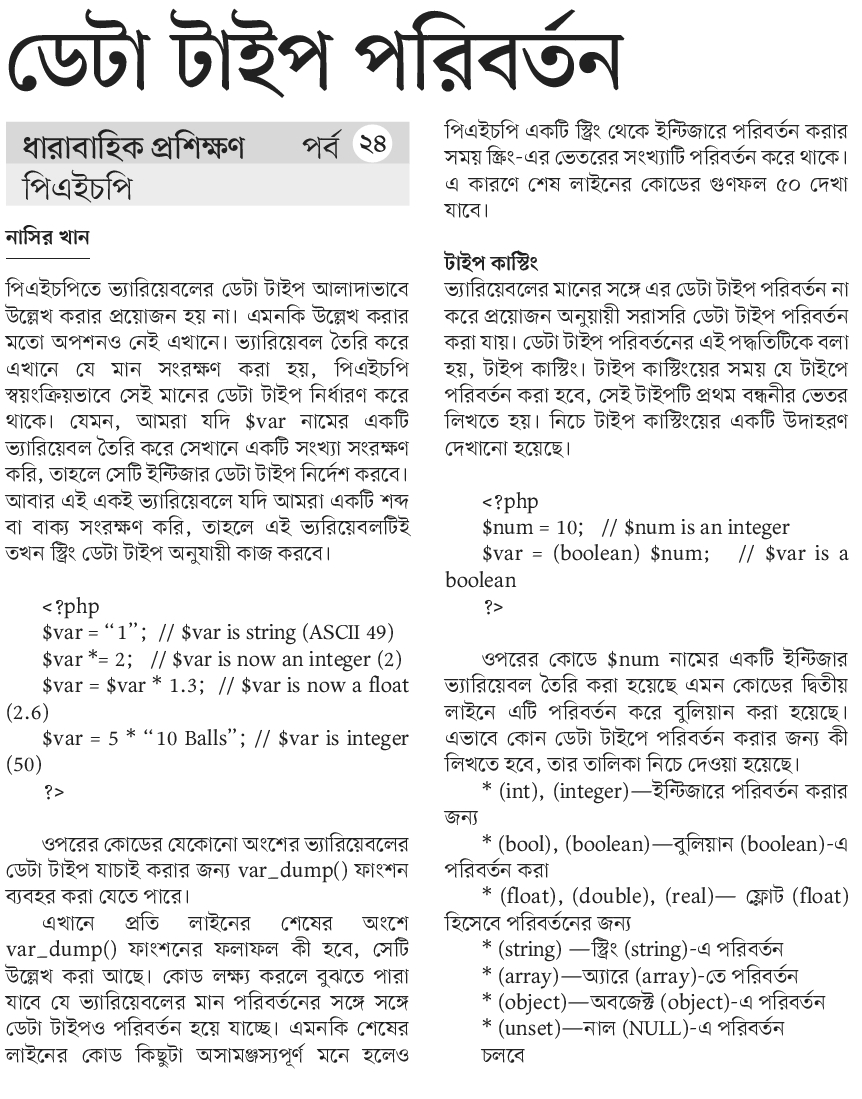 ডেটা টাইপ পরিবর্তন
ধারাবাহিক প্রশিক্ষণ পর্ব ২৪
পিএইচপি
নাসির খান
পিএইচপিতে ভ্যারিয়েবলের ডেটা টাইপ আলাদাভাবে
উল্লেখ করার প্রয়োজন হয় না। এমনকি উল্লেখ করার
মতো অপশনও নেই এখানে। ভ্যারিয়েবল তৈরি করে
এখানে যে মান সংরক্ষণ করা হয়, পিএইচপি
স্বয়ংক্রিয়ভাবে সেই মানের ডেটা টাইপ নির্ধারণ করে
থাকে। যেমন, আমরা যদি $var নামের একটি
ভ্যারিয়েবল তৈরি করে সেখানে একটি সংখ্যা সংরক্ষণ
করি, তাহলে সেটি ইন্টিজার ডেটা টাইপ নির্দেশ করবে।
আবার এই একই ভ্যারিয়েবলে যদি আমরা একটি শব্দ
বা বাক্য সংরক্ষণ করি, তাহলে এই ভ্যরিয়েবলটিই
তখন স্ট্রিং ডেটা টাইপ অনুযায়ী কাজ করবে।
<?php
$var = “1”; // $var is string (ASCII 49)
$var *= 2; // $var is now an integer (2)
$var = $var * 1.3; // $var is now a float
(2.6)
$var = 5 * “10 Balls”; // $var is integer
(50)
?>
ওপরের কোডের যেকোনো অংশের ভ্যারিয়েবলের
ডেটা টাইপ যাচাই করার জন্য var_dump() ফাংশন
ব্যবহর করা যেতে পারে।
এখানে প্রতি লাইনের শেষের অংশে
var_dump() ফাংশনের ফলাফল কী হবে, সেটি
উল্লেখ করা আছে। কোড লক্ষ্য করলে বুঝতে পারা
যাবে যে ভ্যারিয়েবলের মান পরিবর্তনের সঙ্গে সঙ্গে
ডেটা টাইপও পরিবর্তন হয়ে যাচ্ছে। এমনকি শেষের
লাইনের কোড কিছুটা অসামঞ্জস্যপূর্ণ মনে হলেও
পিএইচপি একটি স্ট্রিং থেকে ইন্টিজারে পরিবর্তন করার
সময় স্ক্রিং-এর ভেতরের সংখ্যাটি পরিবর্তন করে থাকে।
এ কারণে শেষ লাইনের কোডের গুণফল ৫০ দেখা
যাবে।
টাইপ কাস্টিং
ভ্যারিয়েবলের মানের সঙ্গে এর ডেটা টাইপ পরিবর্তন না
করে প্রয়োজন অনুয়ায়ী সরাসরি ডেটা টাইপ পরিবর্তন
করা যায়। ডেটা টাইপ পরিবর্তনের এই পদ্ধতিটিকে বলা
হয়, টাইপ কাস্টিং। টাইপ কাস্টিংয়ের সময় যে টাইপে
পরিবর্তন করা হবে, সেই টাইপটি প্রথম বন্ধনীর ভেতর
লিখতে হয়। নিচে টাইপ কাস্টিংয়ের একটি উদাহরণ
দেখানো হয়েছে।
<?php
$num = 10; // $num is an integer
$var = (boolean) $num; // $var is a
boolean
?>
ওপরের কোডে $num নামের একটি ইন্টিজার
ভ্যারিয়েবল তৈরি করা হয়েছে এমন কোডের দ্বিতীয়
লাইনে এটি পরিবর্তন করে বুলিয়ান করা হয়েছে।
এভাবে কোন ডেটা টাইপে পরিবর্তন করার জন্য কী
লিখতে হবে, তার তালিকা নিচে দেওয়া হয়েছে।
* (int), (integer)—ইন্টিজারে পরিবর্তন করার
জন্য
* (bool), (boolean)—বুলিয়ান (boolean)-এ
পরিবর্তন করা
* (float), (double), (real)— ফ্লোট (float)
হিসেবে পরিবর্তনের জন্য
* (string) —স্ট্রিং (string)-এ পরিবর্তন
* (array)—অ্যারে (array)-তে পরিবর্তন
* (object)—অবজেক্ট (object)-এ পরিবর্তন
* (unset)—নাল (NULL)-এ পরিবর্তন
চলবে